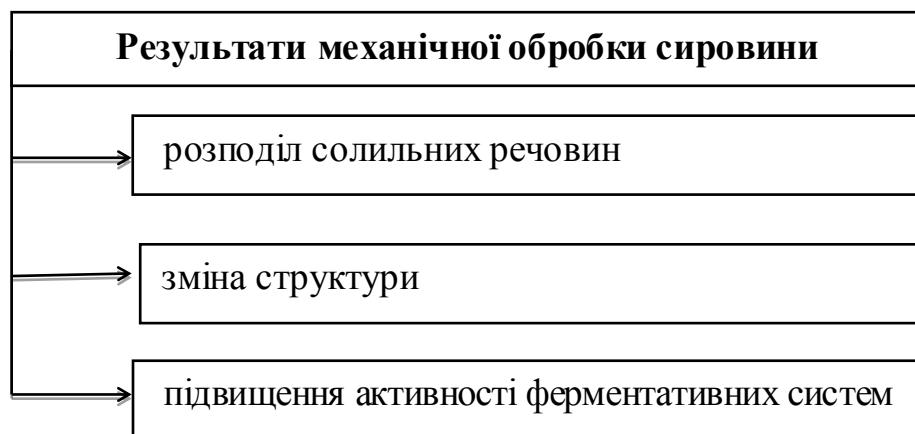 Результати механічної обробки сировини
розподіл солильних речовин
зміна структури
підвищення активності ферментативних систем